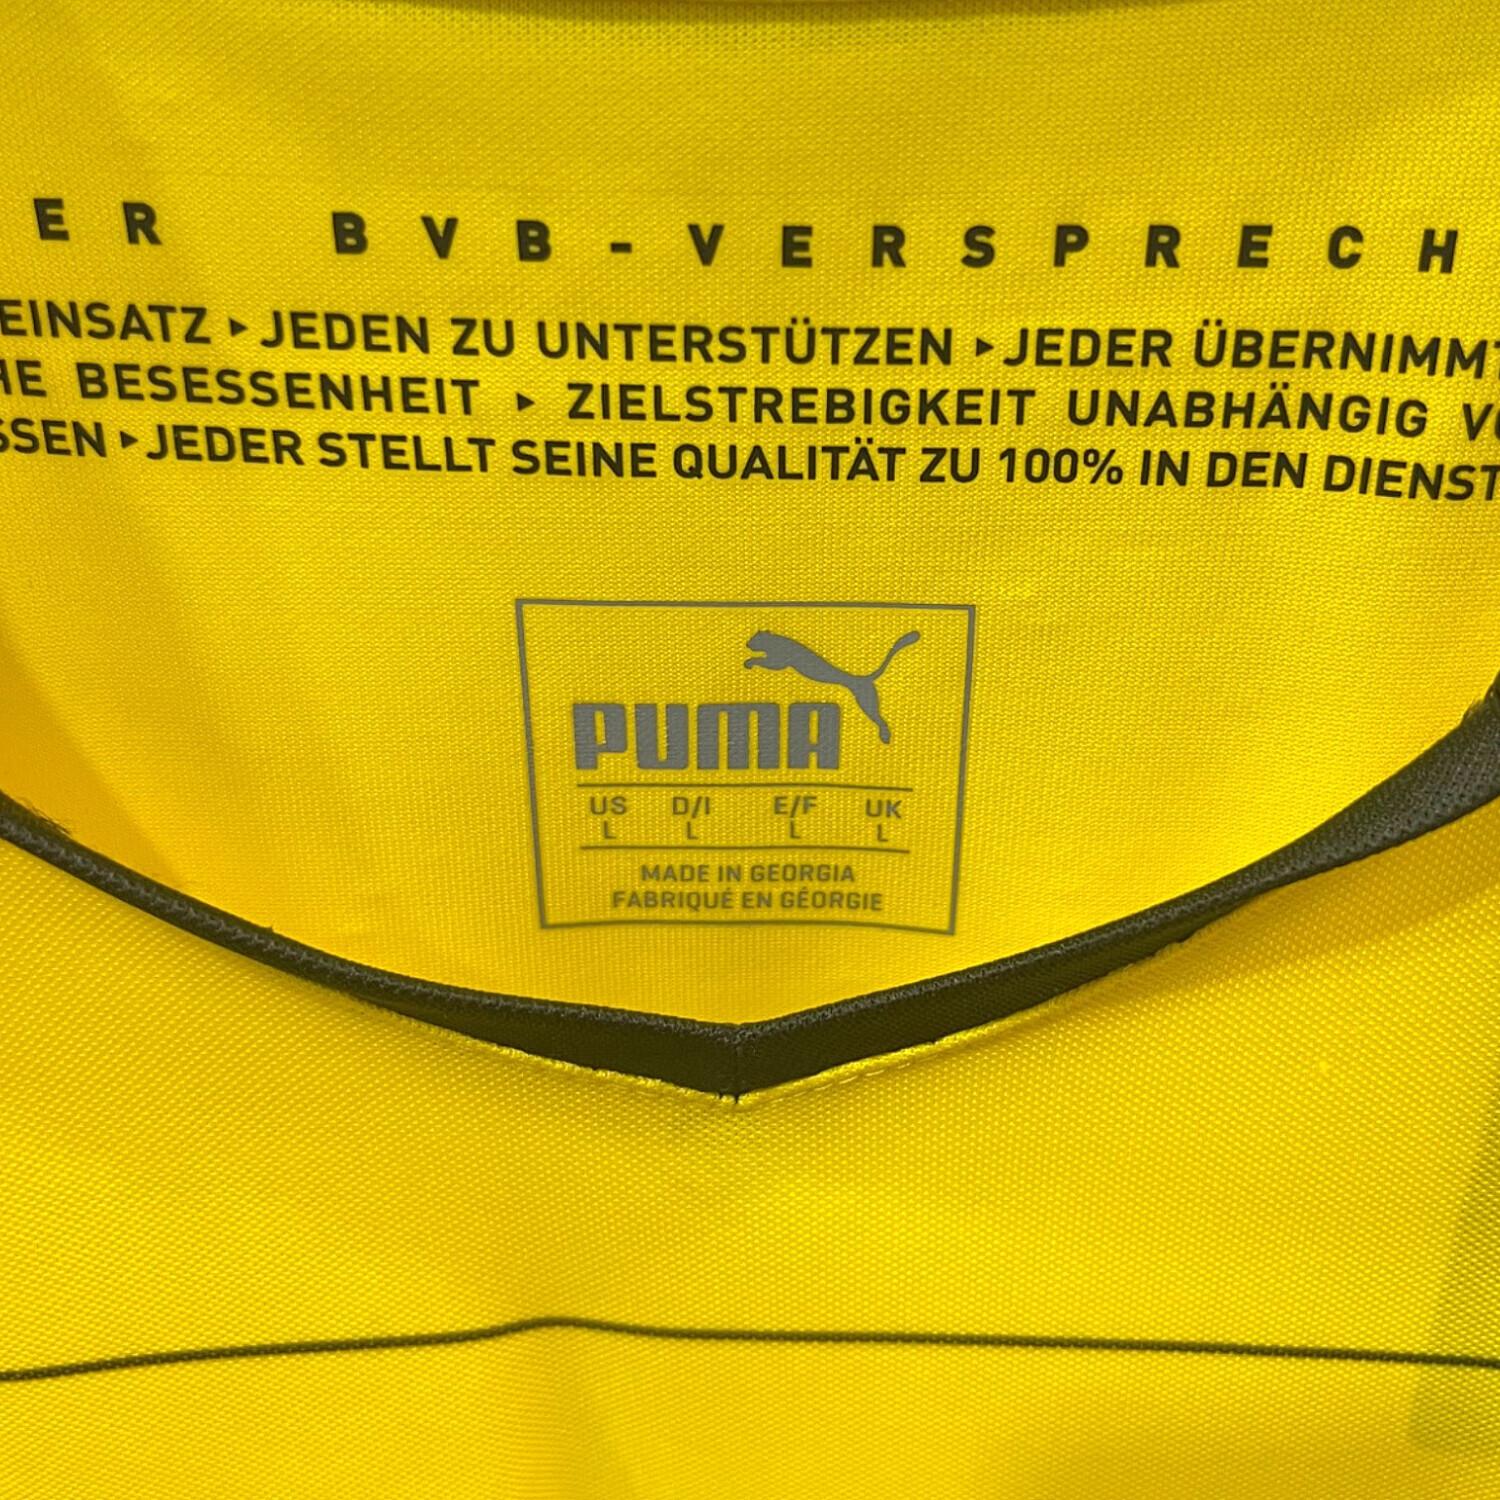 ER BVB-VERSPRECH
EINSATZ ▸ JEDEN ZU UNTERSTÜTZEN ▸ JEDER ÜBERNIMMT
HE BESESSENHEIT ▸ ZIELSTREBIGKEIT UNABHÄNGIG VO
SSEN ▸ JEDER STELLT SEINE QUALITÄT ZU 100% IN DEN DIENST
PUMA
US D/I E/F UK
L L L L
MADE IN GEORGIA
FABRIQUÉ EN GÉORGIE